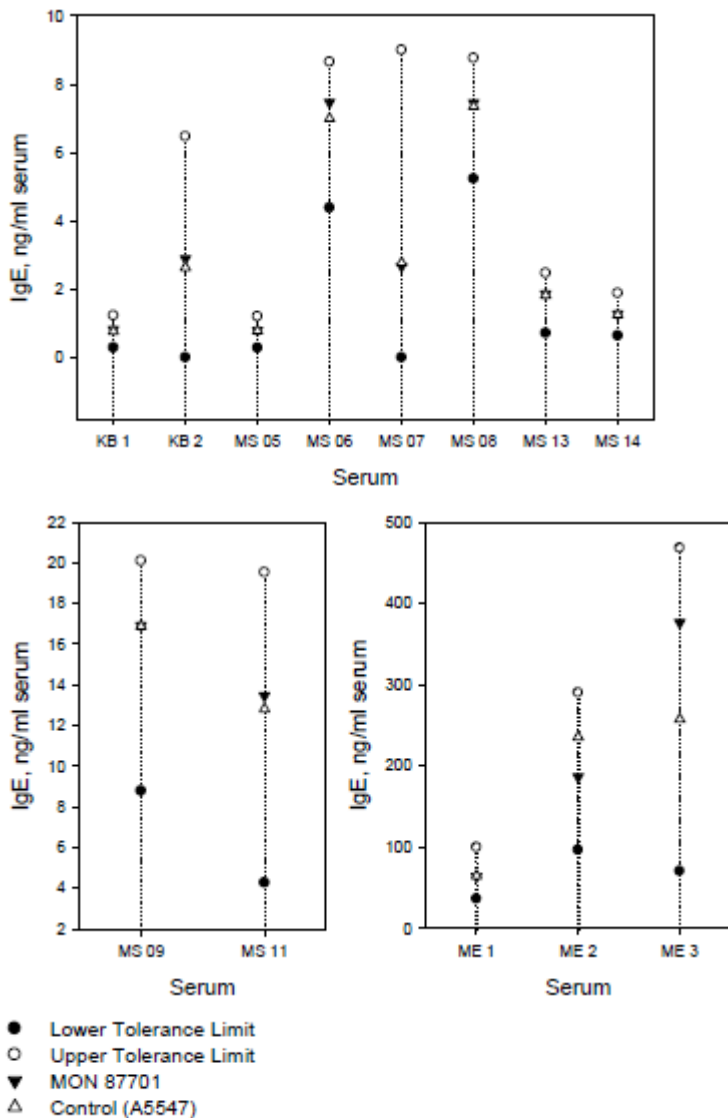 10
8
6
4
2
0
IgE, ng/ml serum
KB 1 KB 2 MS 05 MS 06 MS 07 MS 08 MS 13 MS 14
Serum
22
20
18
16
14
12
10
8
6
4
2
IgE, ng/ml serum
MS 09 MS 11
Serum
500
400
300
200
100
0
IgE, ng/ml serum
ME 1 ME 2 ME 3
Serum
Lower Tolerance Limit
Upper Tolerance Limit
MON 87701
Control (A5547)